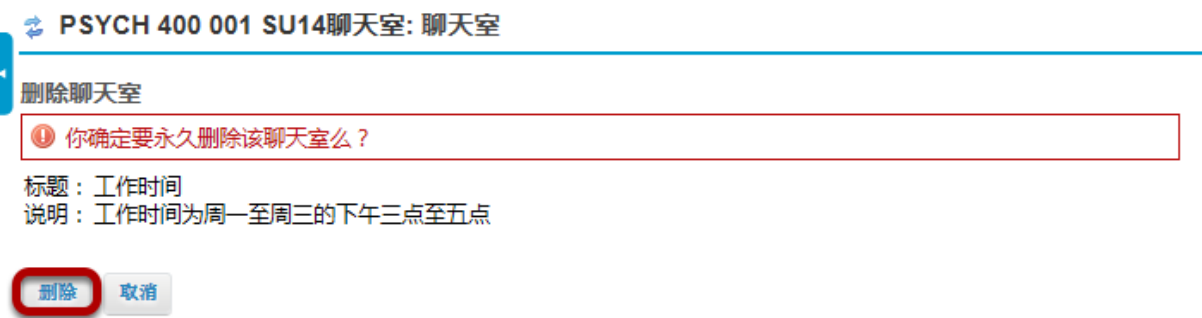 PSYCH 400 001 SU14聊天室: 聊天室
删除聊天室
你确定要永久删除该聊天室么？
标题：工作时间
说明：工作时间为周一至周三的下午三点至五点
删除 取消